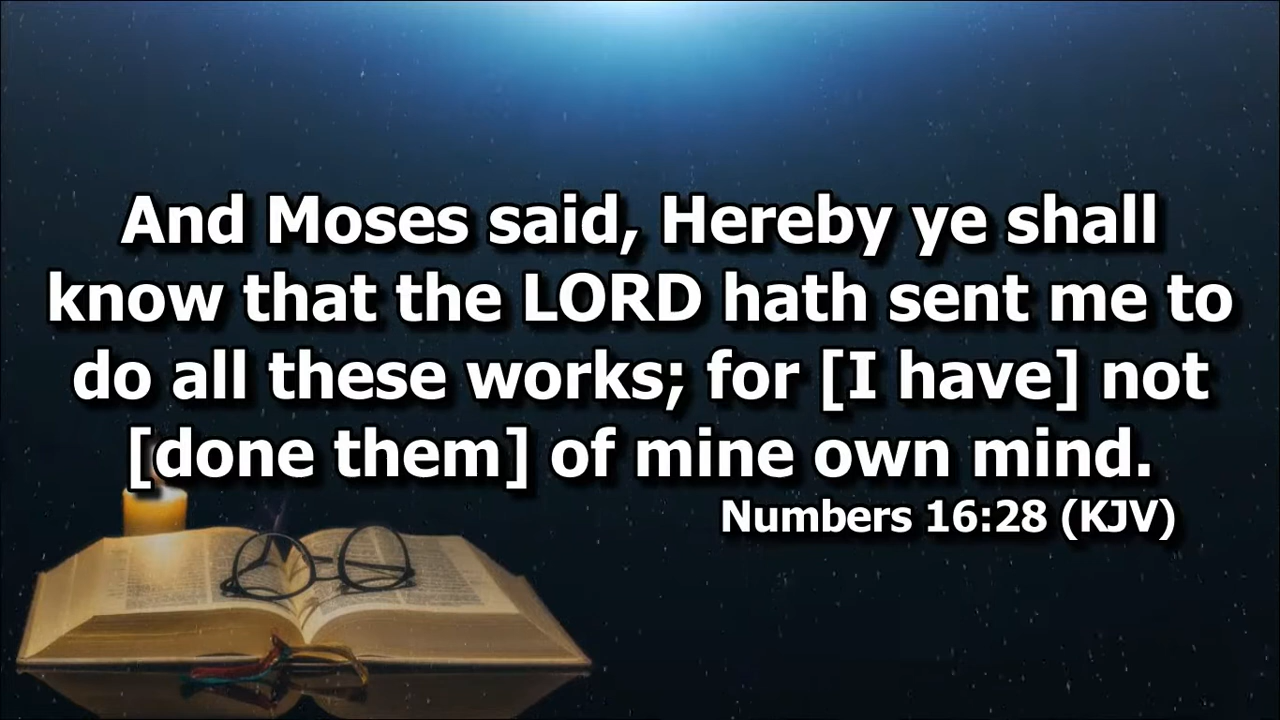 And Moses said, Hereby ye shall
know that the LORD hath sent me to
do all these works; for [I have] not
[done them] of mine own mind.
Numbers 16:28 (KJV)